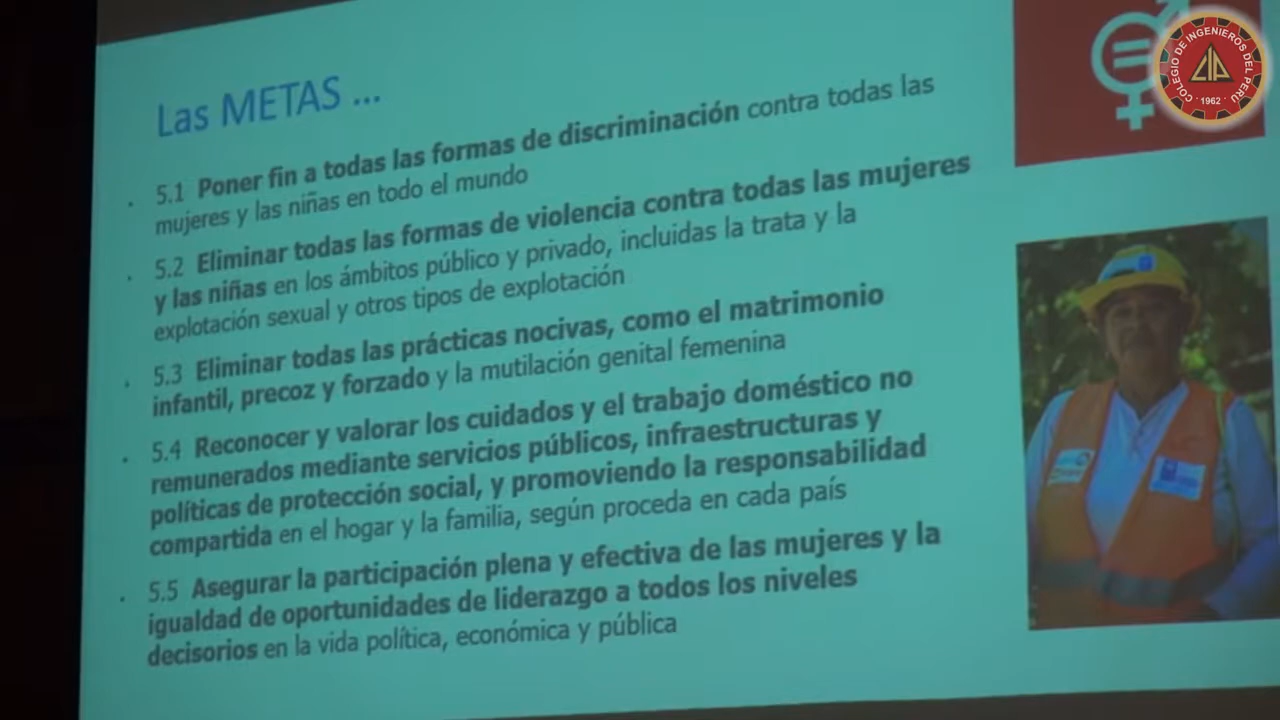 Las METAS ...
5.1 Poner fin a todas las formas de discriminación contra todas las
mujeres y las niñas en todo el mundo
5.2 Eliminar todas las formas de violencia contra todas las mujeres
y las niñas en los ámbitos público y privado, incluidas la trata y la
explotación sexual y otros tipos de explotación
5.3 Eliminar todas las prácticas nocivas, como el matrimonio
infantil, precoz y forzado y la mutilación genital femenina
5.4 Reconocer y valorar los cuidados y el trabajo doméstico no
remunerados mediante servicios públicos, infraestructuras y
políticas de protección social, y promoviendo la responsabilidad
compartida en el hogar y la familia, según proceda en cada país
5.5 Asegurar la participación plena y efectiva de las mujeres y la
igualdad de oportunidades de liderazgo a todos los niveles
decisorios en la vida política, económica y pública
COLEGIO DE INGENIEROS DEL PERÚ
CIP
· 1962 ·